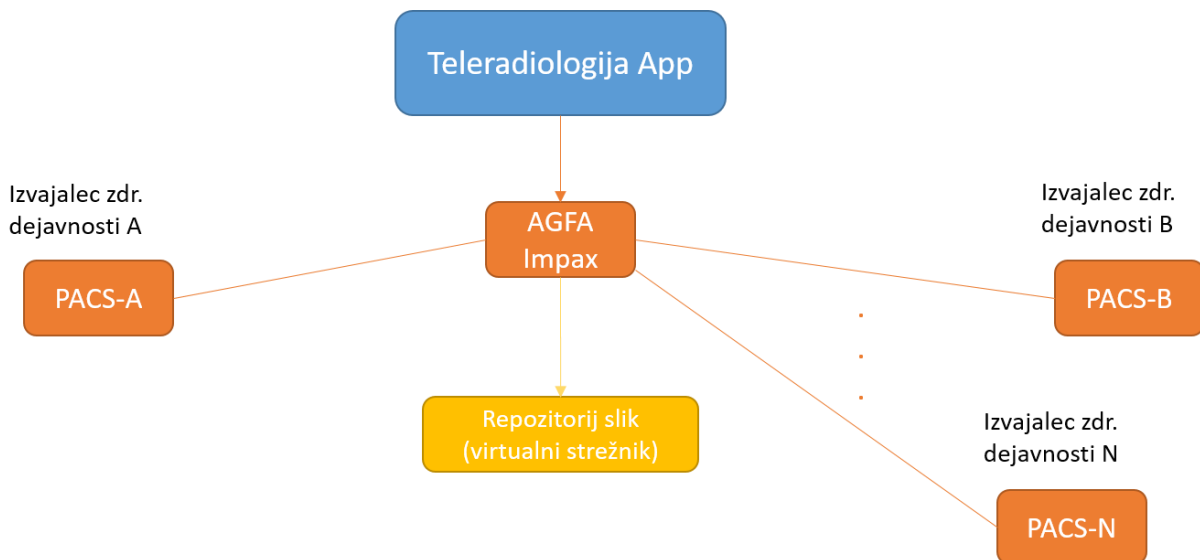 Teleradiologija App
Izvajalec zdr.
dejavnosti A
AGFA
Impax
Izvajalec zdr.
dejavnosti B
PACS-A
PACS-B
Repozitorij slik
(virtualni strežnik)
Izvajalec zdr.
dejavnosti N
PACS-N